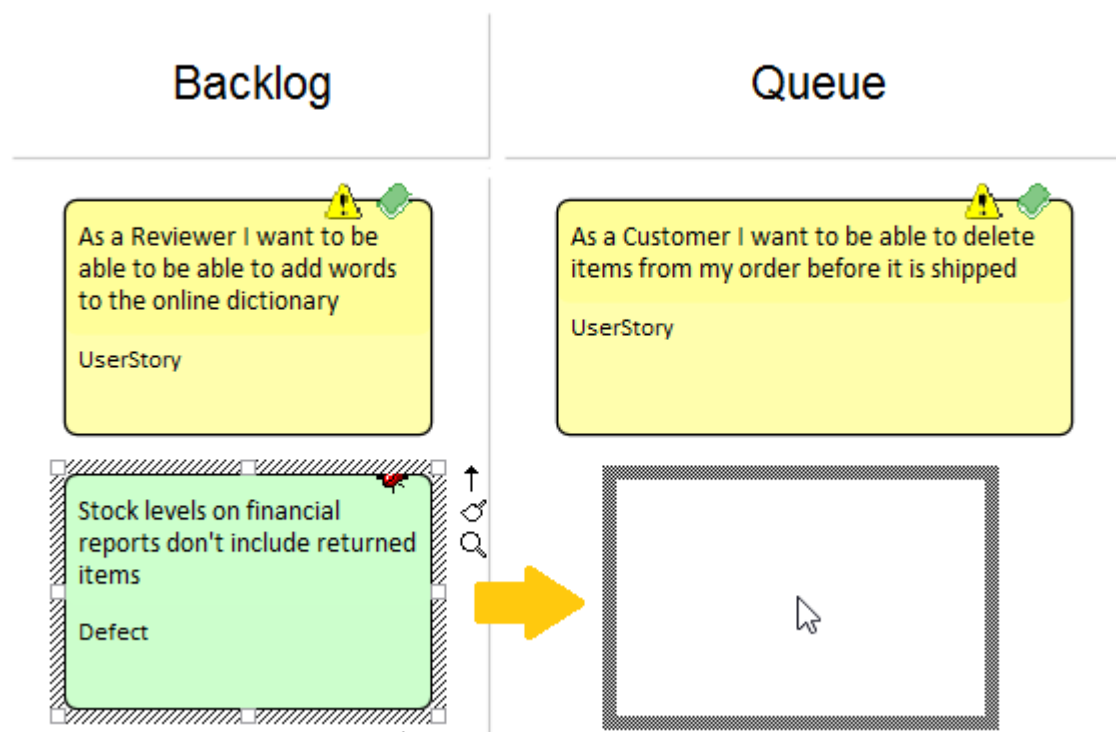 Backlog
Queue
As a Reviewer I want to be
able to be able to add words
to the online dictionary
UserStory
As a Customer I want to be able to delete
items from my order before it is shipped
UserStory
Stock levels on financial
reports don't include returned
items
Defect